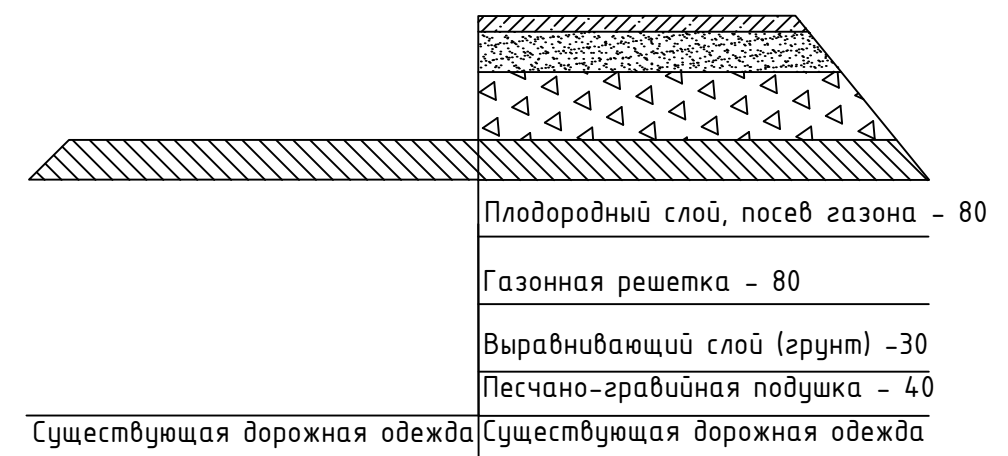 Плодородный слой, посев газона - 80
Газонная решетка - 80
Выравнивающий слой (грунт) -30
Песчано-гравийная подушка - 40
Существующая дорожная одежда
Существующая дорожная одежда